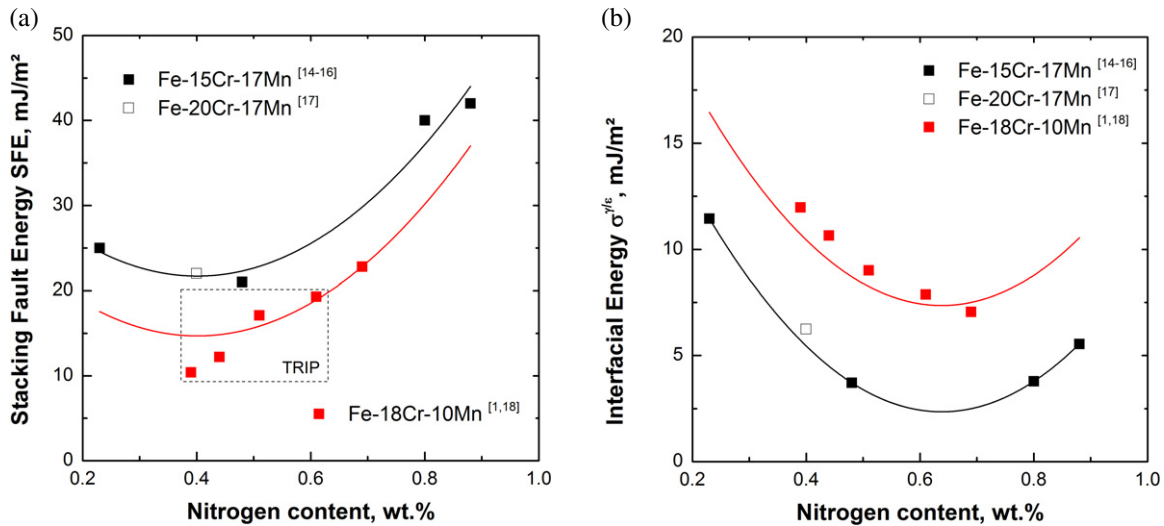 (a)
50
40
30
20
10
0
Stacking Fault Energy SFE, mJ/m²
Fe-15Cr-17Mn [14-16]
Fe-20Cr-17Mn [17]
TRIP
Fe-18Cr-10Mn [1,18]
0.2 0.4 0.6 0.8 1.0
Nitrogen content, wt.%
(b)
20
15
10
5
0
Interfacial Energy σγ/ε, mJ/m²
Fe-15Cr-17Mn [14-16]
Fe-20Cr-17Mn [17]
Fe-18Cr-10Mn [1,18]
0.2 0.4 0.6 0.8 1.0
Nitrogen content, wt.%